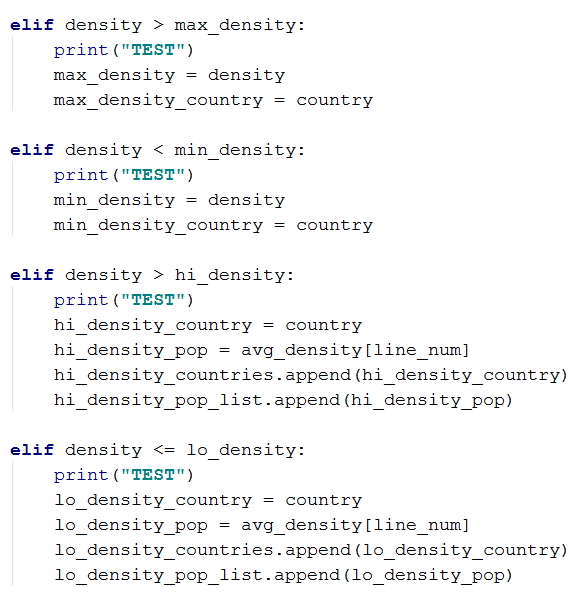 elif density > max_density:
    print("TEST")
    max_density = density
    max_density_country = country

elif density < min_density:
    print("TEST")
    min_density = density
    min_density_country = country

elif density > hi_density:
    print("TEST")
    hi_density_country = country
    hi_density_pop = avg_density[line_num]
    hi_density_countries.append(hi_density_country)
    hi_density_pop_list.append(hi_density_pop)

elif density <= lo_density:
    print("TEST")
    lo_density_country = country
    lo_density_pop = avg_density[line_num]
    lo_density_countries.append(lo_density_country)
    lo_density_pop_list.append(lo_density_pop)